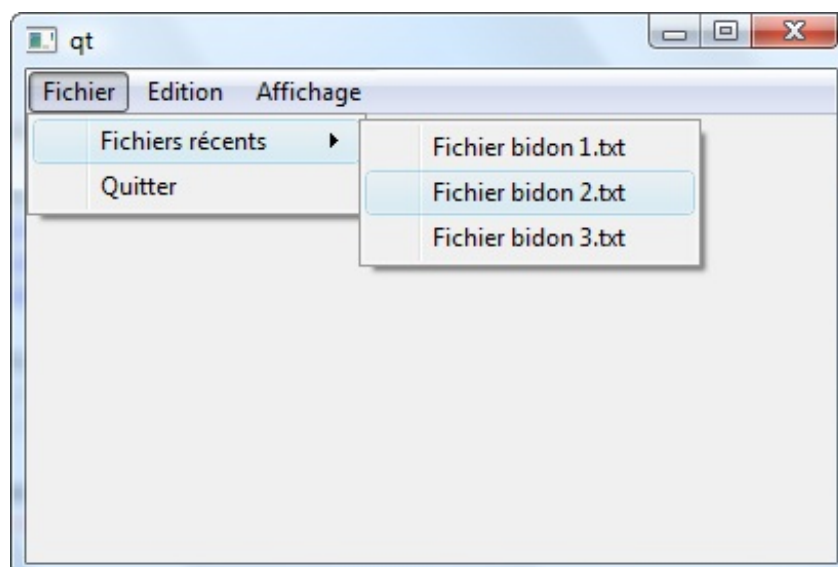 qt
Fichier Edition Affichage
Fichiers récents
Quitter
Fichier bidon 1.txt
Fichier bidon 2.txt
Fichier bidon 3.txt